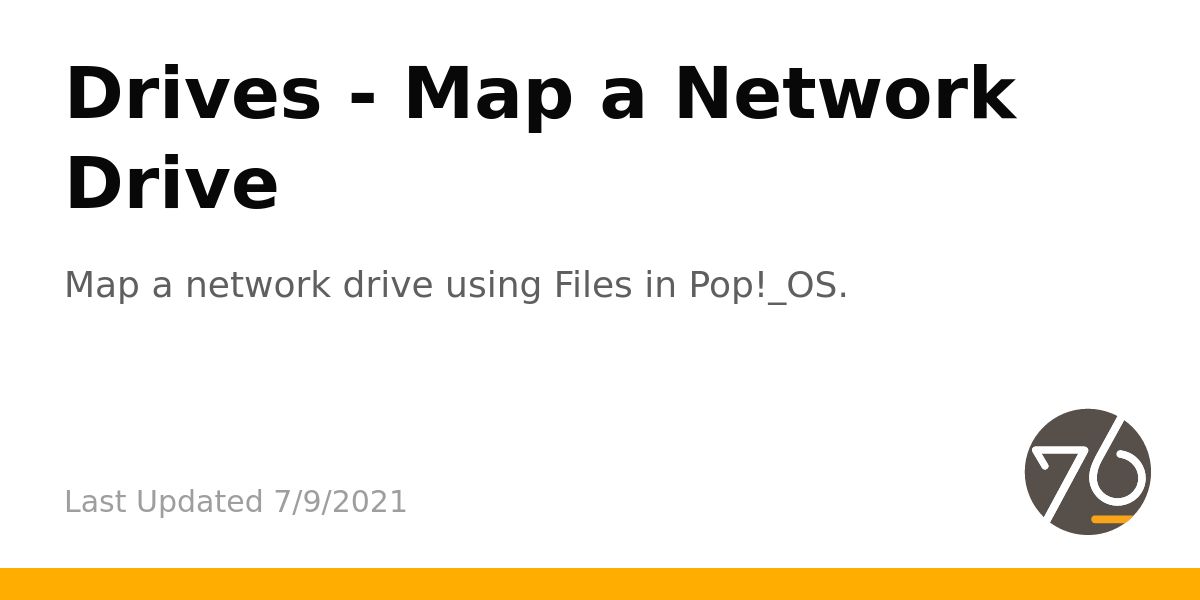 Drives - Map a Network
Drive
Map a network drive using Files in Pop!_OS.
Last Updated 7/9/2021
76